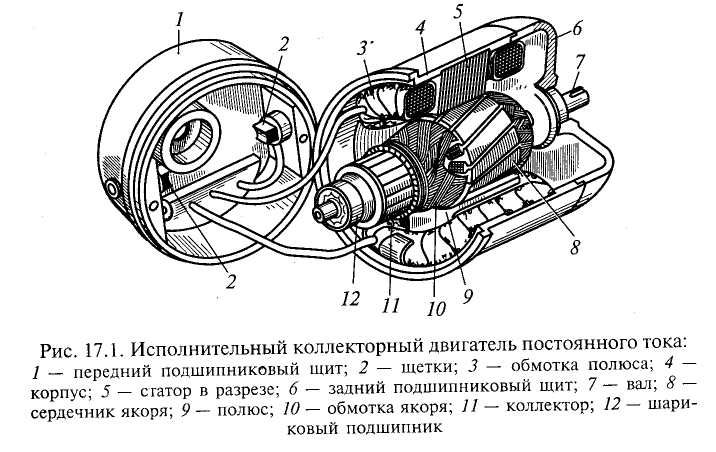 1
2
3
4
5
6
7
2
12
11
10
9
8
Рис. 17.1. Исполнительный коллекторный двигатель постоянного тока:
1 — передний подшипниковый щит; 2 — щетки; 3 — обмотка полюса; 4 —
корпус; 5 — статор в разрезе; 6 — задний подшипниковый щит; 7 — вал; 8 —
сердечник якоря; 9 — полюс; 10 — обмотка якоря; 11 — коллектор; 12 — шари-
ковый подшипник